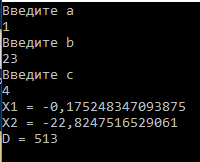 Введите a
1
Введите b
23
Введите c
4
X1 = -0,175248347093875
X2 = -22,8247516529061
D = 513